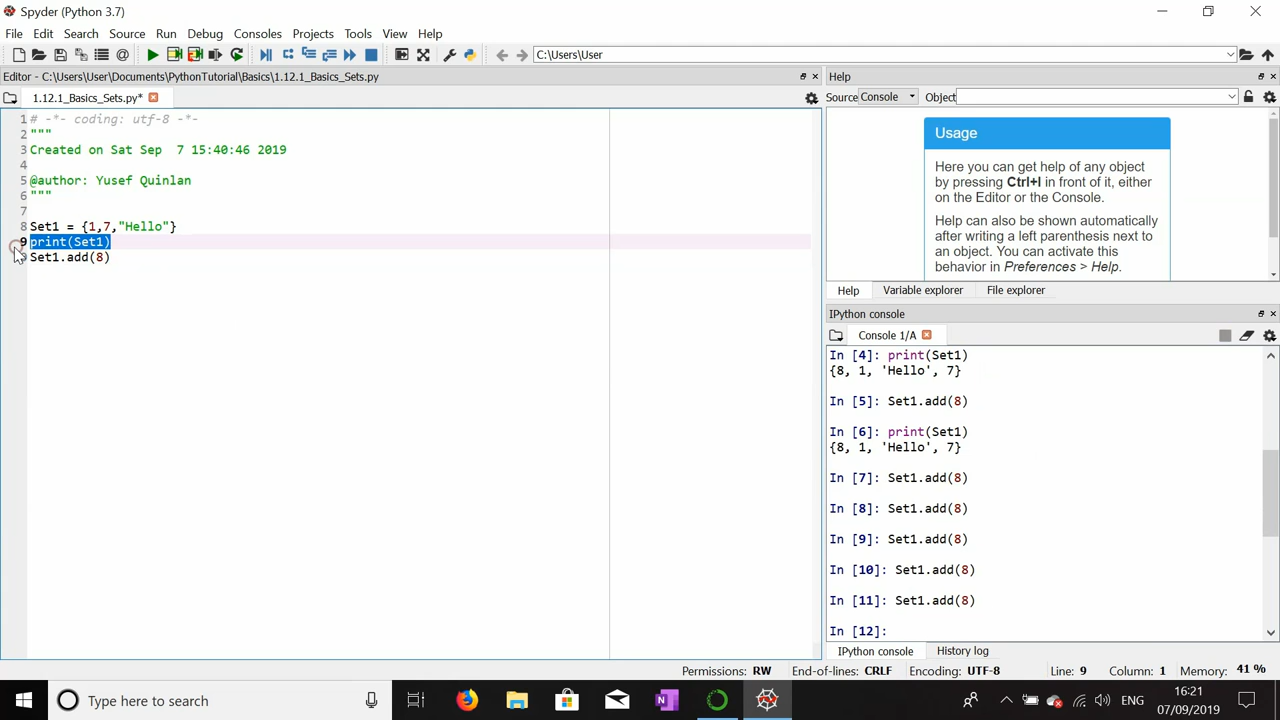 Spyder (Python 3.7)
File Edit Search Source Run Debug Consoles Projects Tools View Help
C:\Users\User
Editor - C:\Users\User\Documents\PythonTutorial\Basics\1.12.1_Basics_Sets.py
1.12.1_Basics_Sets.py*
1 # -*- coding: utf-8 -*-
2 """
3 Created on Sat Sep  7 15:40:46 2019
4
5 @author: Yusef Quinlan
6 """
7
8 Set1 = {1,7,"Hello"}
9 print(Set1)
Set1.add(8)
Help
Source Console Object
Usage
Here you can get help of any object
by pressing Ctrl+I in front of it, either
on the Editor or the Console.
Help can also be shown automatically
after writing a left parenthesis next to
an object. You can activate this
behavior in Preferences > Help.
Help Variable explorer File explorer
IPython console
Console 1/A
In [4]: print(Set1)
{8, 1, 'Hello', 7}
In [5]: Set1.add(8)
In [6]: print(Set1)
{8, 1, 'Hello', 7}
In [7]: Set1.add(8)
In [8]: Set1.add(8)
In [9]: Set1.add(8)
In [10]: Set1.add(8)
In [11]: Set1.add(8)
In [12]:
IPython console History log
Permissions: RW End-of-lines: CRLF Encoding: UTF-8 Line: 9 Column: 1 Memory: 41 %
Type here to search
ENG
16:21
07/09/2019